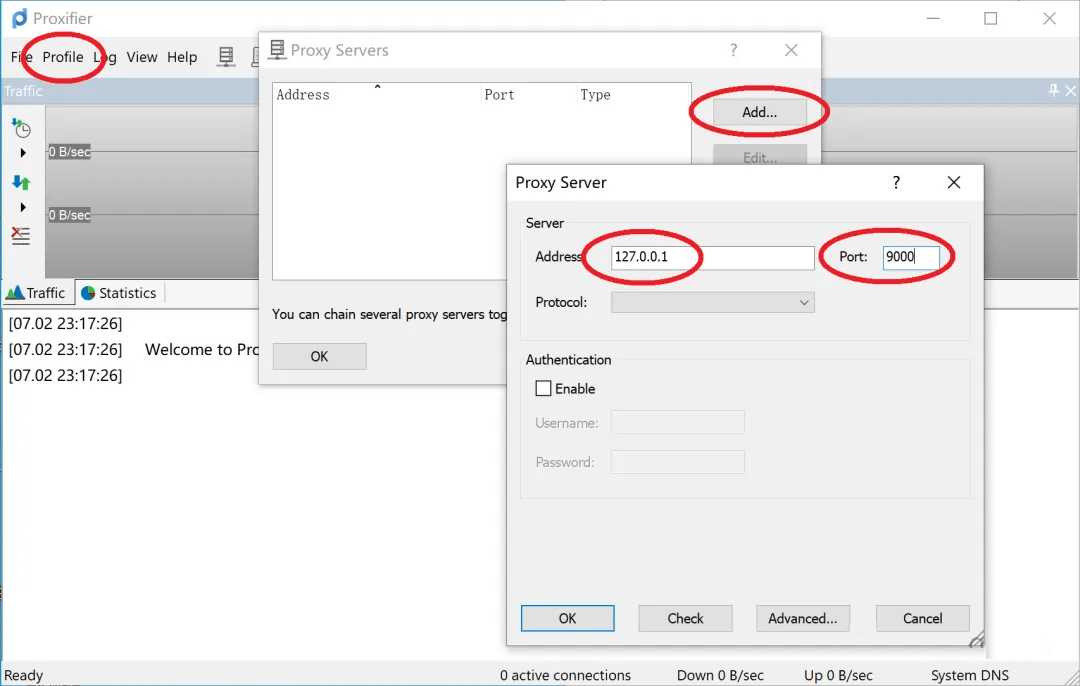 Proxifier
File Profile Log View Help
Proxy Servers
?
Traffic
Address Port Type
Add...
Edit...
0 B/sec
0 B/sec
Proxy Server
?
Server
Address
127.0.0.1
Port:
9000
Protocol:
Traffic
Statistics
You can chain several proxy servers tog
OK
[07.02 23:17:26]
[07.02 23:17:26] Welcome to Pro
[07.02 23:17:26]
Authentication
Enable
Username:
Password:
OK
Check
Advanced...
Cancel
Ready
0 active connections
Down 0 B/sec
Up 0 B/sec
System DNS